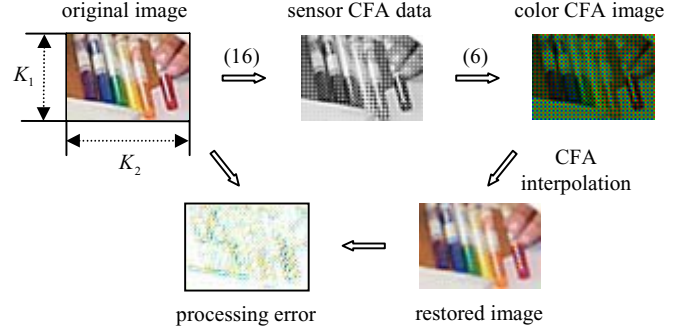 original image
sensor CFA data
color CFA image
K1
(16)
(6)
K2
CFA
interpolation
processing error
restored image